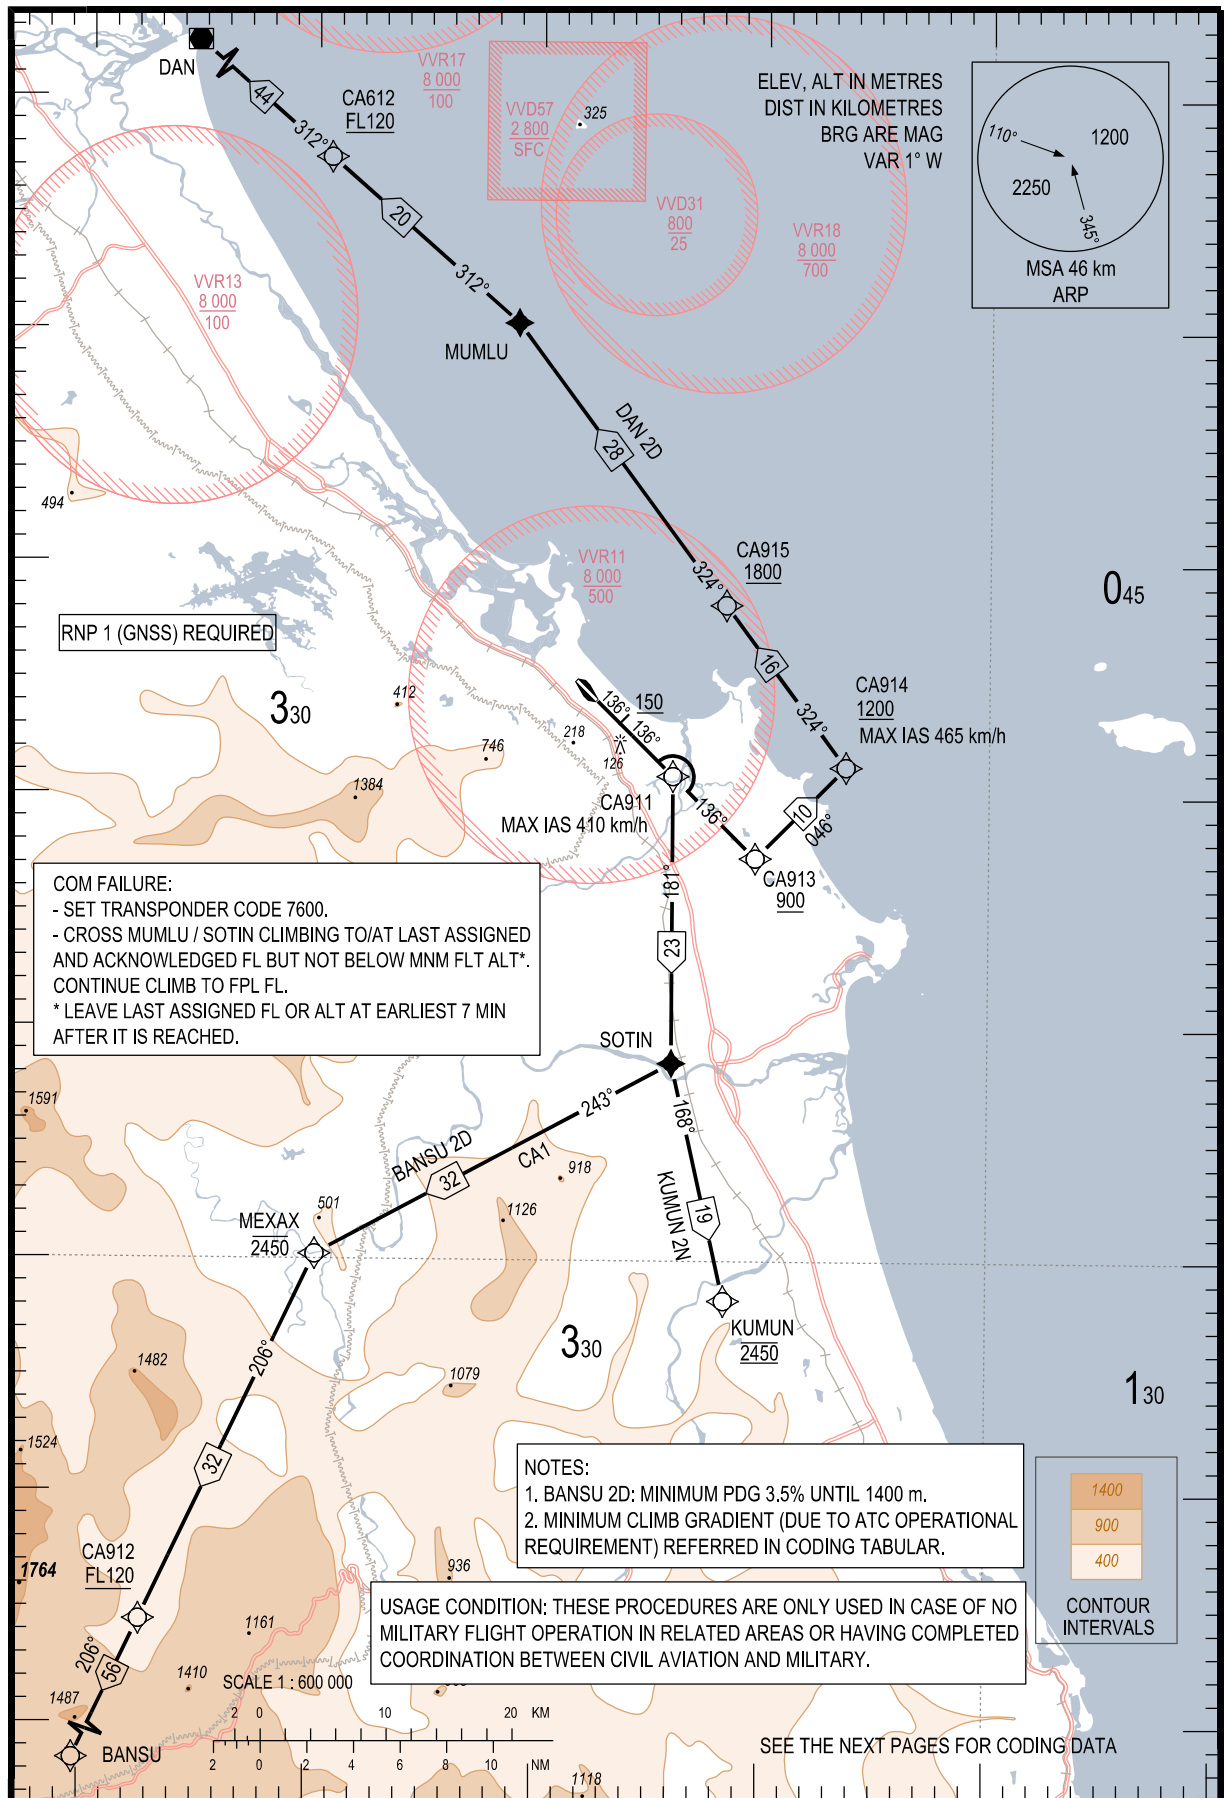 DAN
44
312°
CA612
FL120
VVR17
8 000
100
VVD57
2 800
SFC
325
ELEV, ALT IN METRES
DIST IN KILOMETRES
BRG ARE MAG
VAR 1° W
110°
1200
2250
345°
MSA 46 km
ARP
20
312°
VVD31
800
25
VVR18
8 000
700
VVR13
8 000
100
MUMLU
DAN 2D
28
494
324°
CA915
1800
VVR11
8 000
500
045
RNP 1 (GNSS) REQUIRED
16
324°
CA914
1200
MAX IAS 465 km/h
330
412
136°
150
136°
218
126
746
1384
CA911
MAX IAS 410 km/h
136°
10
046°
CA913
900
181°
23
COM FAILURE:
- SET TRANSPONDER CODE 7600.
- CROSS MUMLU / SOTIN CLIMBING TO/AT LAST ASSIGNED
AND ACKNOWLEDGED FL BUT NOT BELOW MNM FLT ALT*.
CONTINUE CLIMB TO FPL FL.
* LEAVE LAST ASSIGNED FL OR ALT AT EARLIEST 7 MIN
AFTER IT IS REACHED.
SOTIN
1591
243°
168°
BANSU 2D
CA1
32
918
KUMUN 2N
19
501
1126
MEXAX
2450
KUMUN
2450
330
206°
1482
1079
130
1524
32
NOTES:
1. BANSU 2D: MINIMUM PDG 3.5% UNTIL 1400 m.
2. MINIMUM CLIMB GRADIENT (DUE TO ATC OPERATIONAL
REQUIREMENT) REFERRED IN CODING TABULAR.
1400
900
400
CONTOUR
INTERVALS
CA912
FL120
1764
936
USAGE CONDITION: THESE PROCEDURES ARE ONLY USED IN CASE OF NO
MILITARY FLIGHT OPERATION IN RELATED AREAS OR HAVING COMPLETED
COORDINATION BETWEEN CIVIL AVIATION AND MILITARY.
1161
206°
56
1410
1487
SCALE 1 : 600 000
2 0 10 20 KM
2 0 2 4 6 8 10 NM
BANSU
SEE THE NEXT PAGES FOR CODING DATA
1118